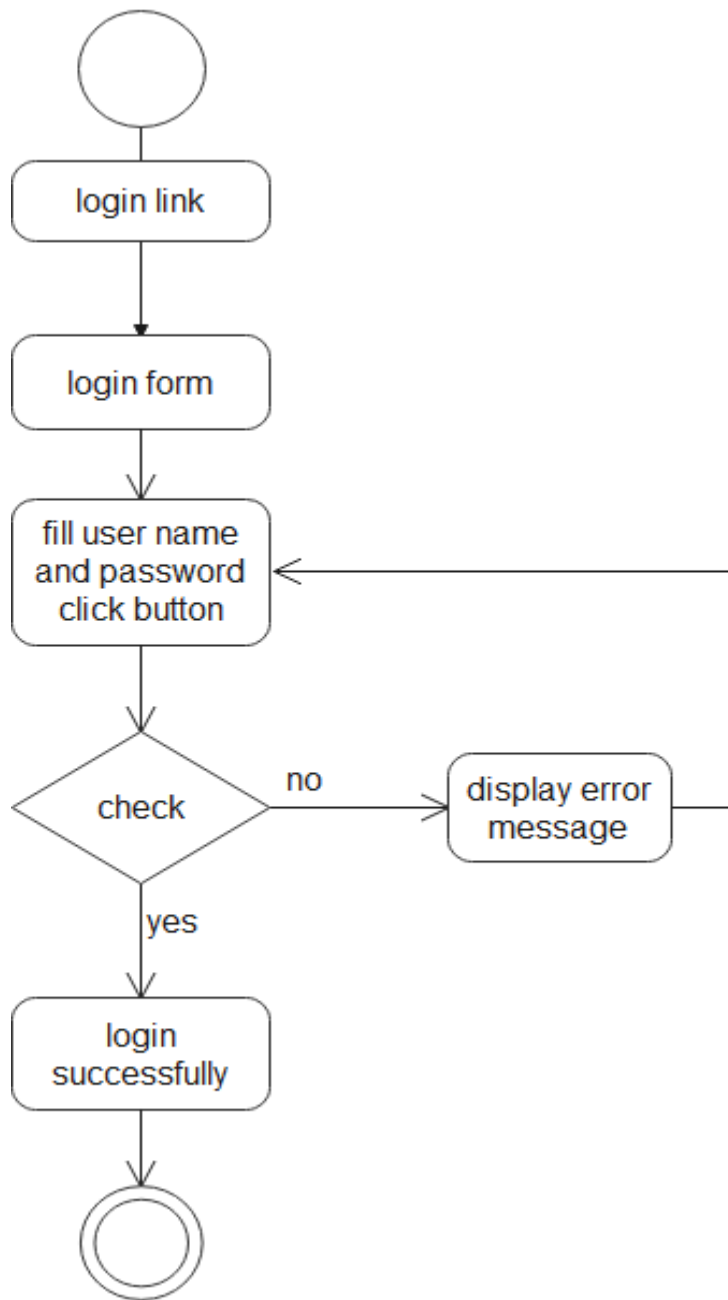 login link
login form
fill user name
and password
click button
check
no
display error
message
yes
login
successfully